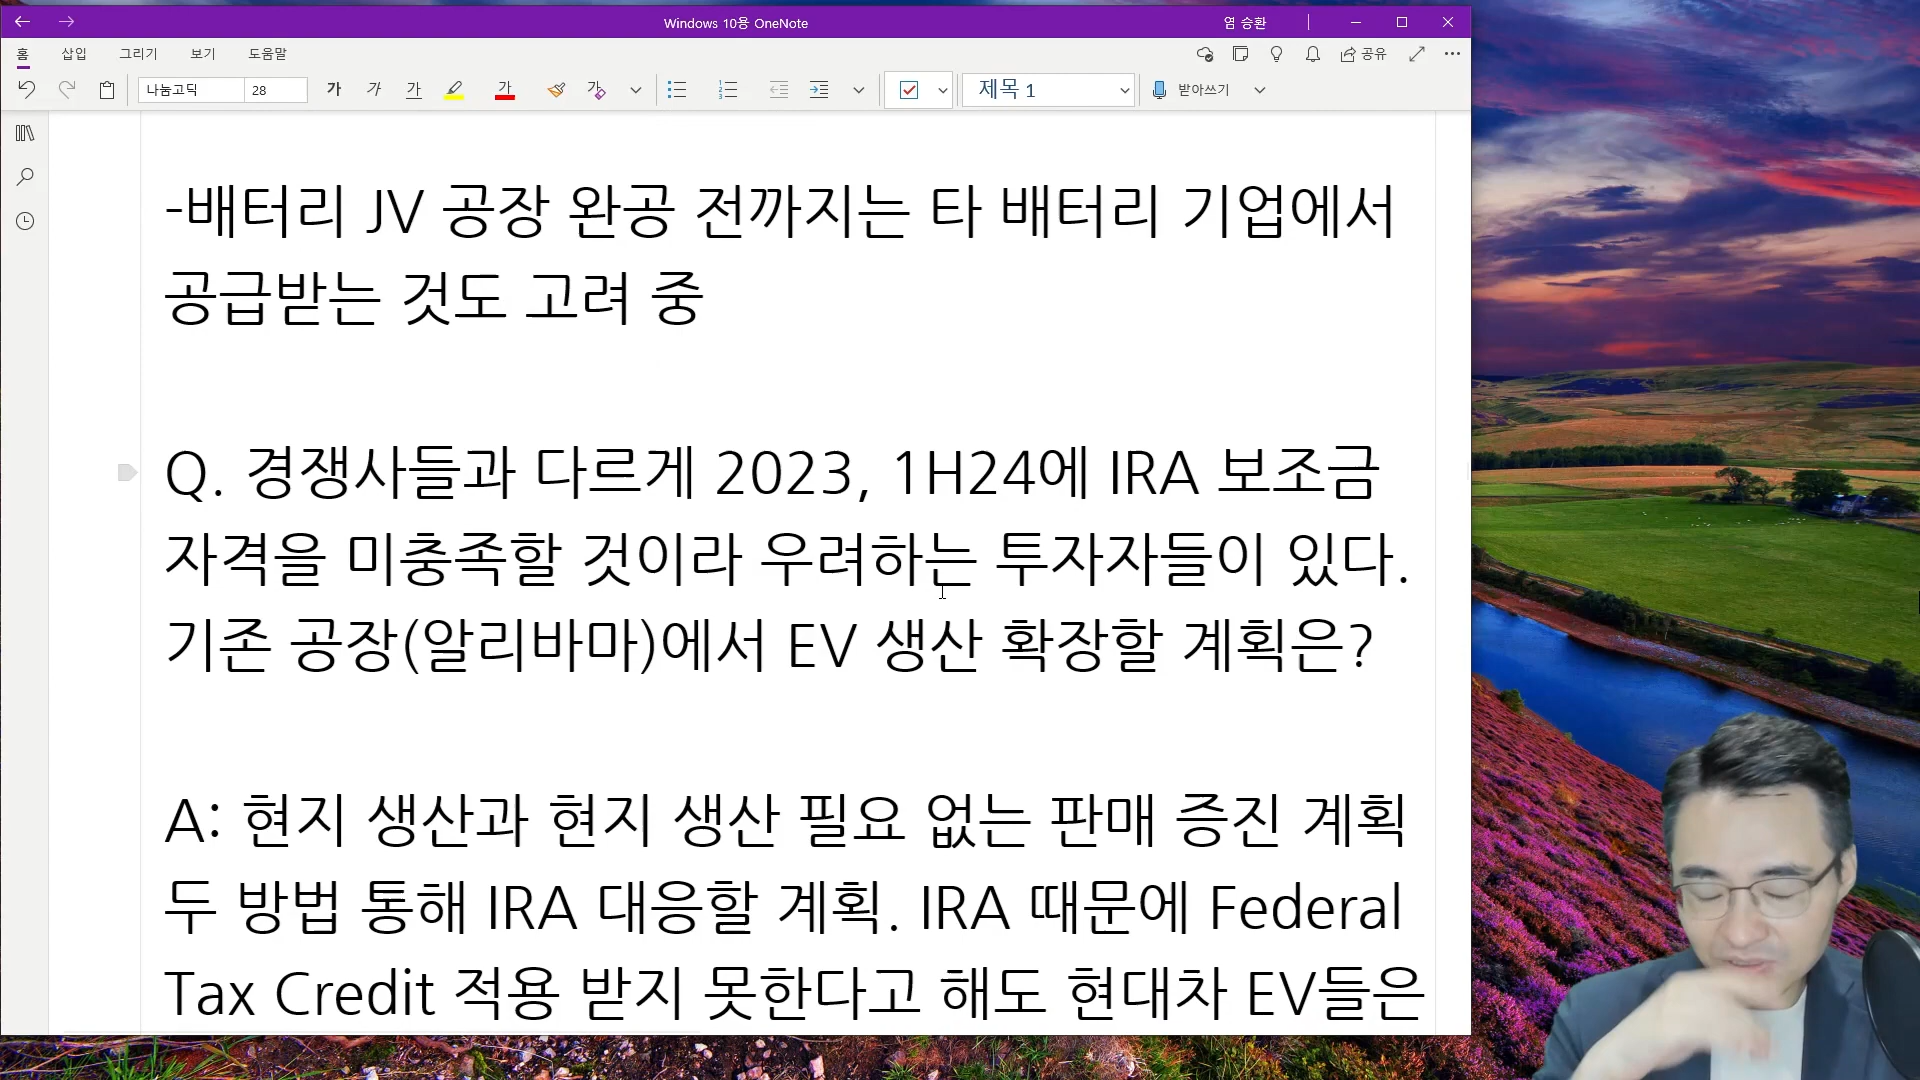 Windows 10용 OneNote
염 승환
홈 삽입 그리기 보기 도움말
공유
나눔고딕 28 가 가 가 가 가 제목 1 받아쓰기
-배터리 JV 공장 완공 전까지는 타 배터리 기업에서
공급받는 것도 고려 중
Q. 경쟁사들과 다르게 2023, 1H24에 IRA 보조금
자격을 미충족할 것이라 우려하는 투자자들이 있다.
기존 공장(알리바마)에서 EV 생산 확장할 계획은?
A: 현지 생산과 현지 생산 필요 없는 판매 증진 계획
두 방법 통해 IRA 대응할 계획. IRA 때문에 Federal
Tax Credit 적용 받지 못한다고 해도 현대차 EV들은